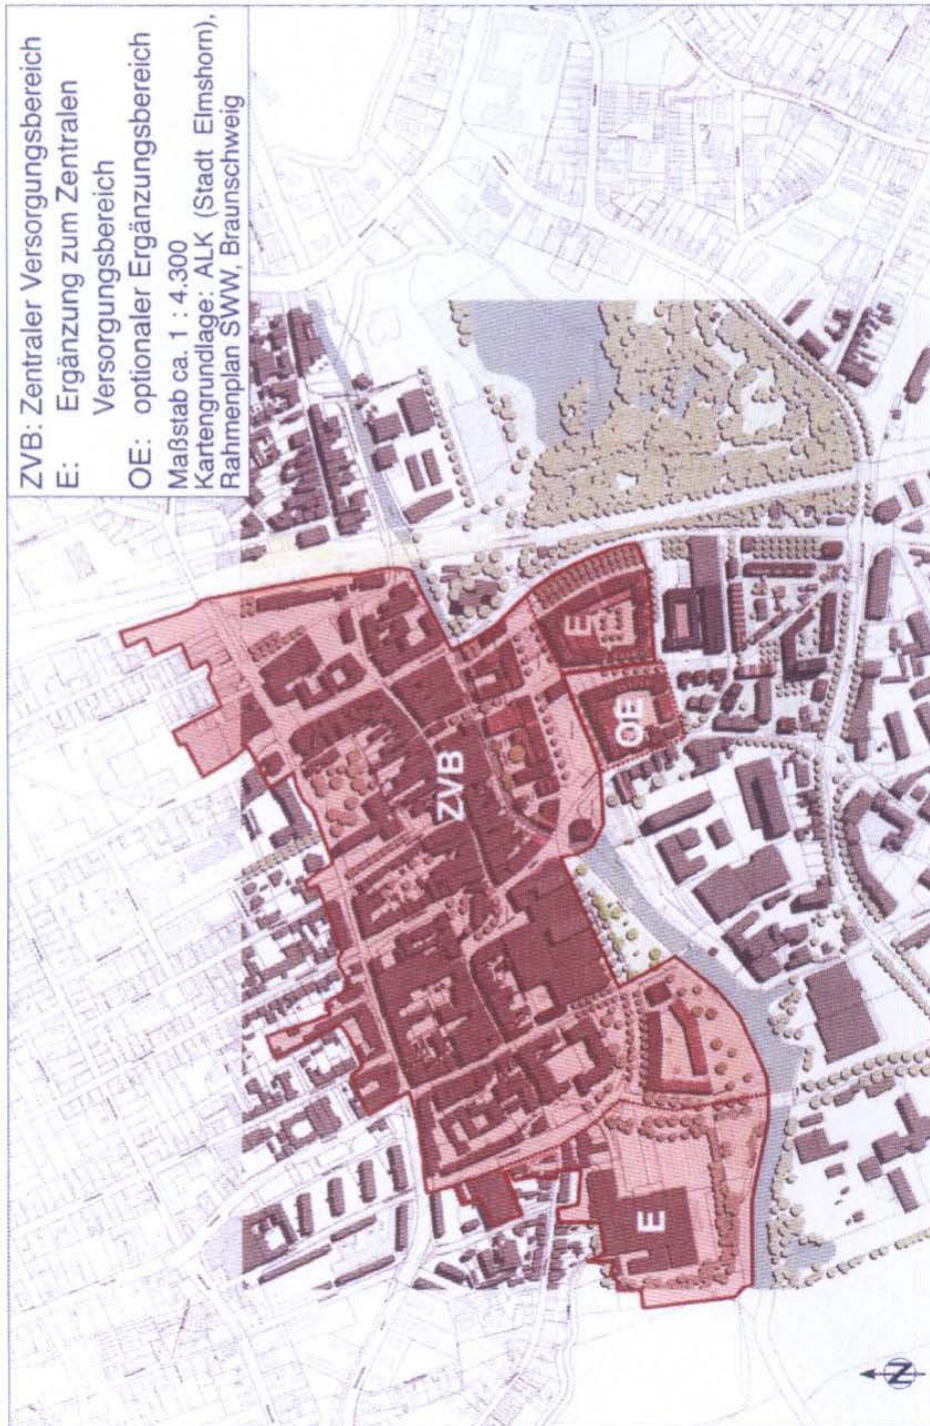 ZVB: Zentraler Versorgungsbereich
E: Ergänzung zum Zentralen
Versorgungsbereich
OE: optionaler Ergänzungsbereich
Maßstab ca. 1 : 4.300
Kartengrundlage: ALK (Stadt Elmshorn),
Rahmenplan SWW, Braunschweig
ZVB
E
OE
E
N